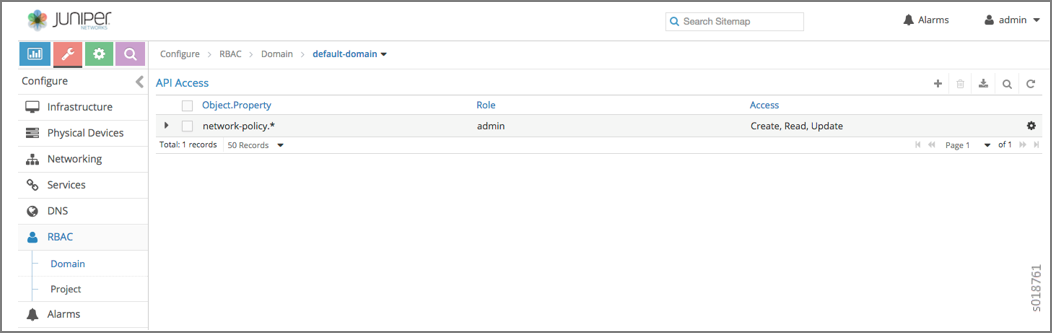 JUNIPER
NETWORKS
Search Sitemap
Alarms
admin
Configure > RBAC > Domain > default-domain
Configure
API Access
Object.Property Role Access
network-policy.* admin Create, Read, Update
Total: 1 records 50 Records Page 1 of 1
Infrastructure
Physical Devices
Networking
Services
DNS
RBAC
Domain
Project
Alarms
s018761